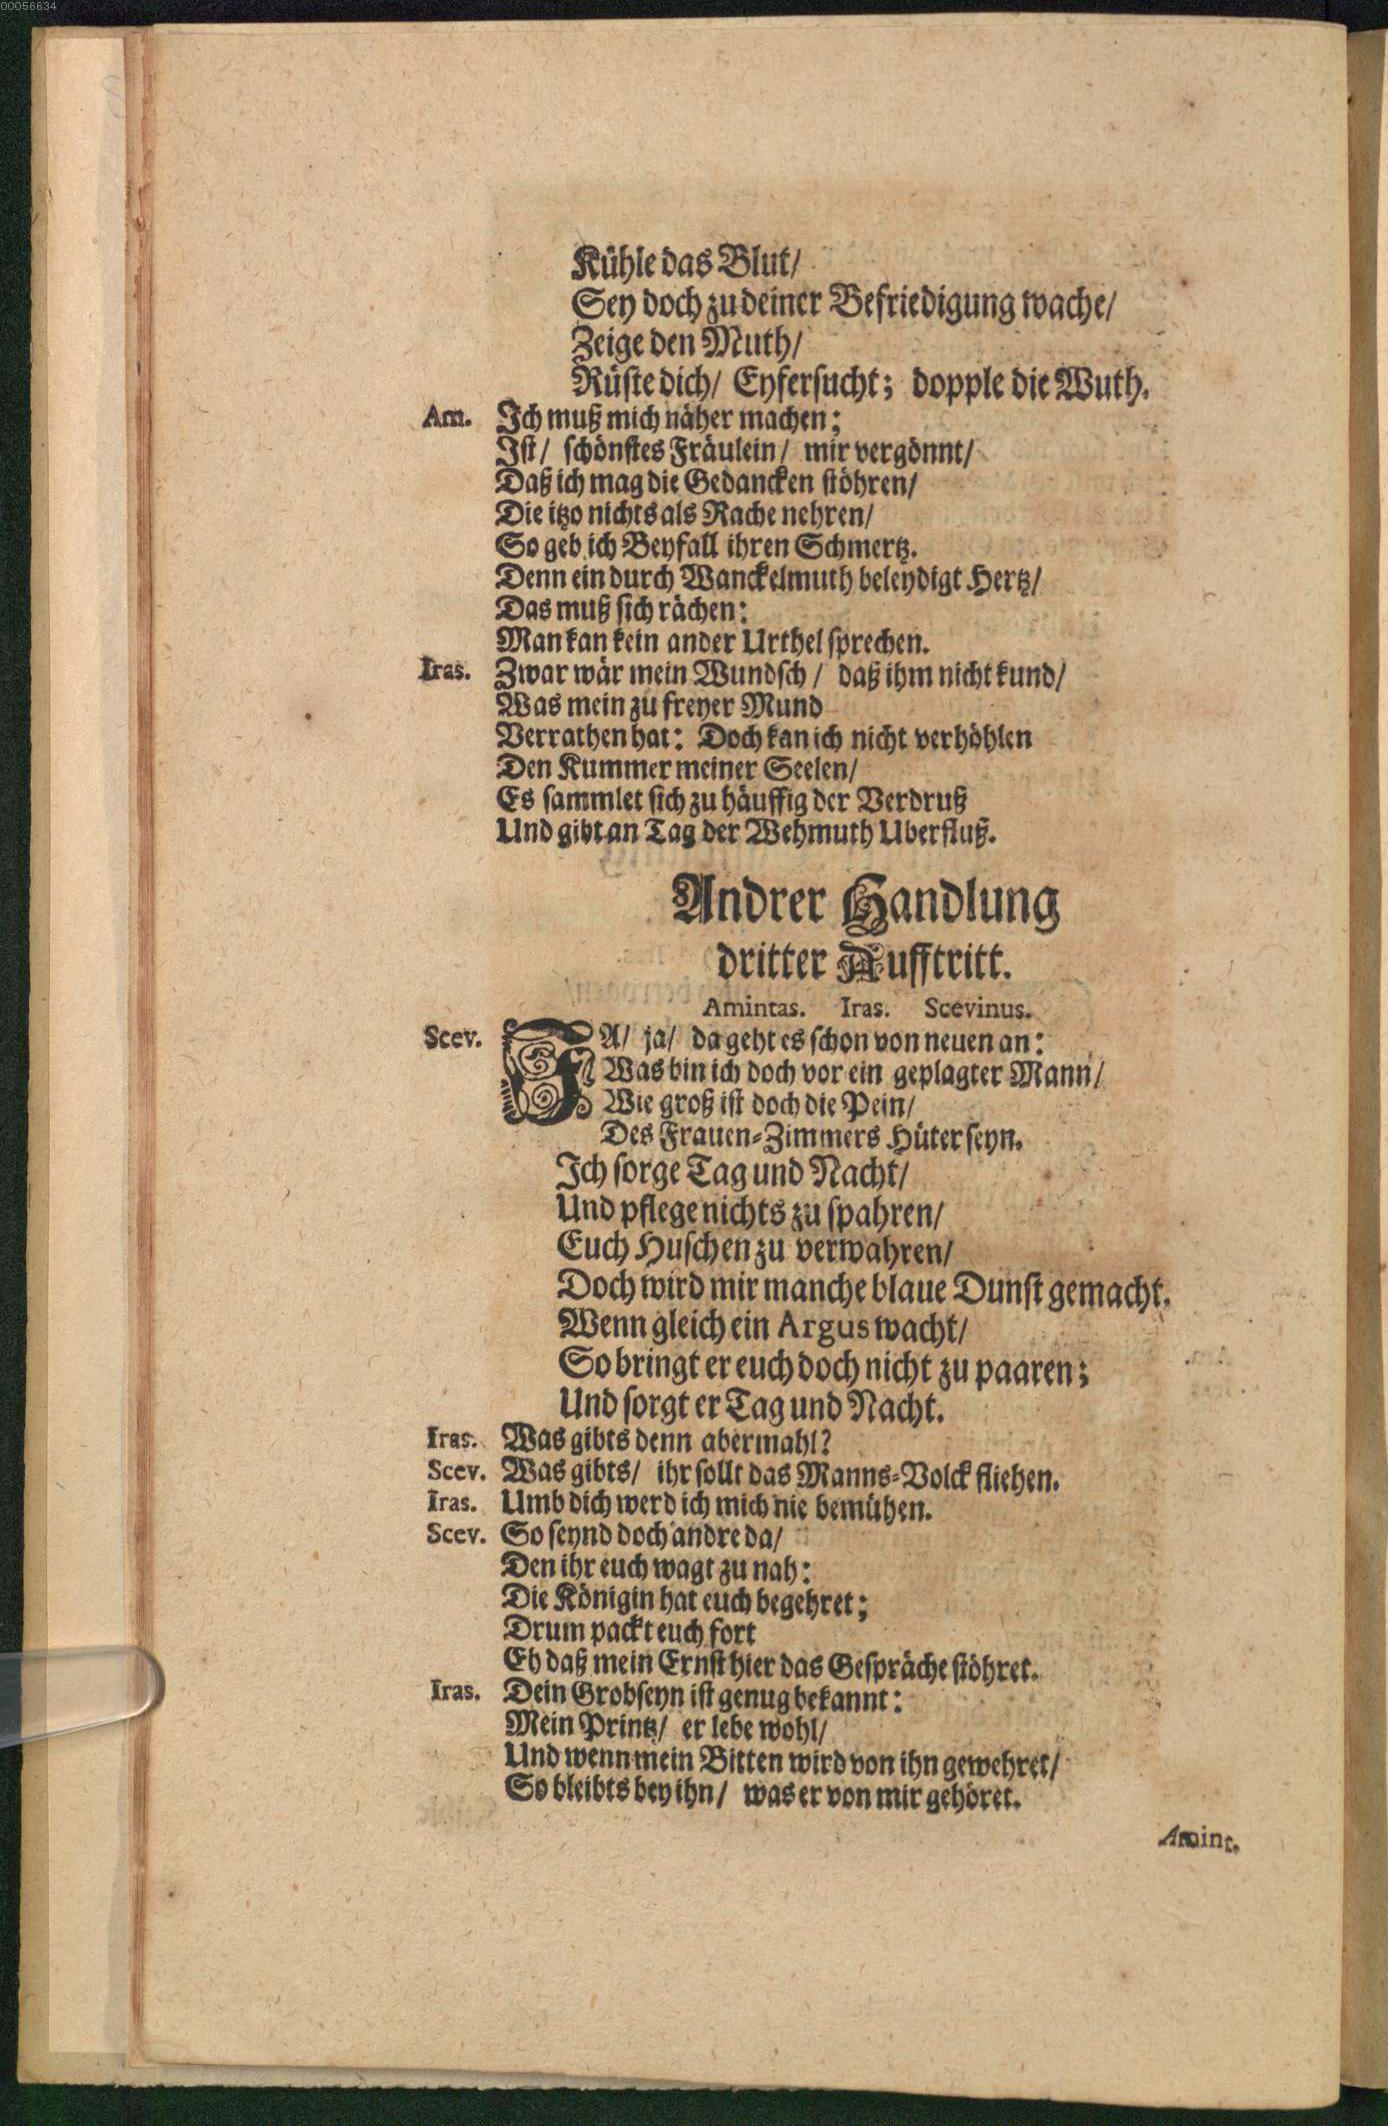 00056634
Kühle das Blut/
Sey doch zu deiner Befriedigung wache/
Zeige den Muth/
Rüste dich/ Eyfersucht; dopple die Wuth.
Am. Ich muß mich näher machen;
Ist/ schönstes Fräulein/ mir vergönnt/
Daß ich mag die Gedancken stöhren/
Die itzo nichts als Rache nehren/
So geb ich Beyfall ihren Schmertz.
Denn ein durch Wanckelmuth beleydigt Hertz/
Das muß sich rächen:
Man kan kein ander Urthel sprechen.
Iras. Zwar wär mein Wundsch/ daß ihm nicht kund/
Was mein zu freyer Mund
Verrathen hat: Doch kan ich nicht verhöhlen
Den Kummer meiner Seelen/
Es sammlet sich zu häuffig der Verdruß
Und gibt an Tag der Wehmuth Uberfluß.
Andrer Handlung
dritter Aufftritt.
Amintas. Iras. Scevinus.
Scev. JA/ ja/ da geht es schon von neuen an:
Was bin ich doch vor ein geplagter Mann/
Wie groß ist doch die Pein/
Des Frauen-Zimmers Hüter seyn.
Ich sorge Tag und Nacht/
Und pflege nichts zu spahren/
Euch Huschen zu verwahren/
Doch wird mir manche blaue Dunst gemacht.
Wenn gleich ein Argus wacht/
So bringt er euch doch nicht zu paaren;
Und sorgt er Tag und Nacht.
Iras. Was gibts denn abermahl?
Scev. Was gibts/ ihr sollt das Manns-Volck fliehen.
Iras. Umb dich werd ich mich nie bemühen.
Scev. So seynd doch andre da/
Den ihr euch wagt zu nah:
Die Königin hat euch begehret;
Drum packt euch fort
Eh daß mein Ernst hier das Gespräche stöhret.
Iras. Dein Grobseyn ist genug bekannt:
Mein Printz/ er lebe wohl/
Und wenn mein Bitten wird von ihn gewehret/
So bleibts bey ihn/ was er von mir gehöret.
Amint.